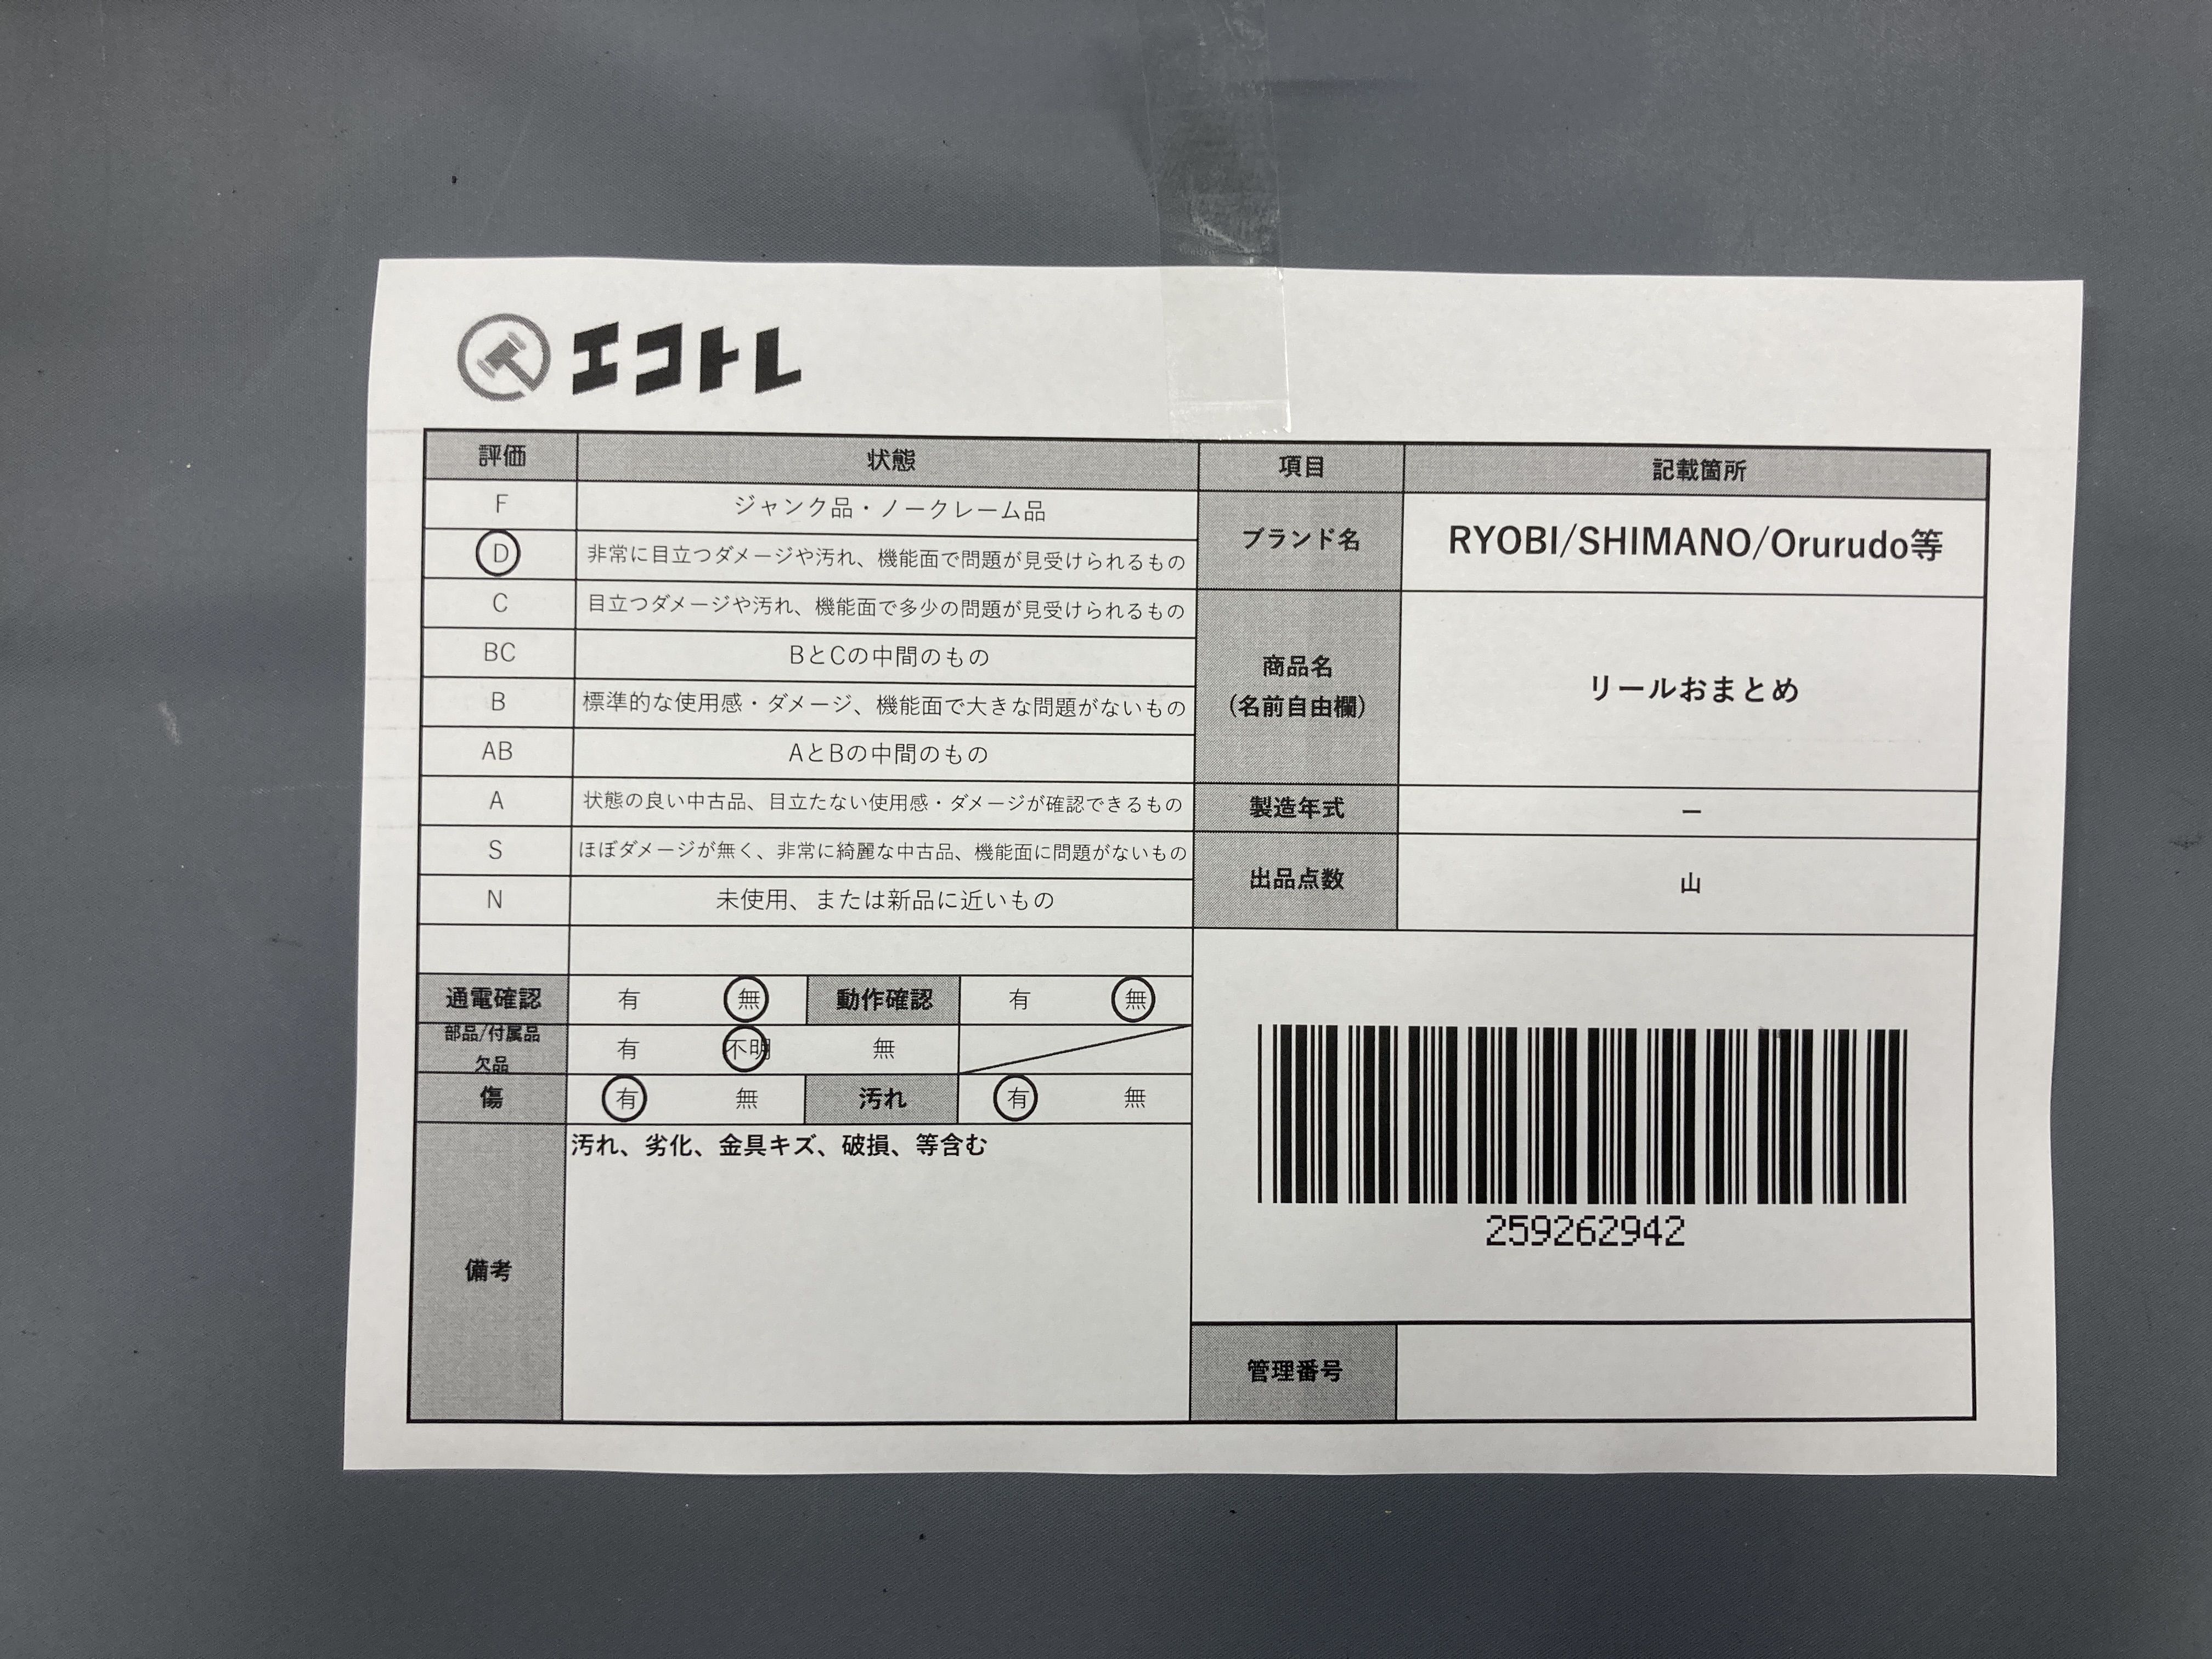 エコトレ
評価 状態 項目 記載箇所
F ジャンク品・ノークレーム品
D 非常に目立つダメージや汚れ、機能面で問題が見受けられるもの
ブランド名 RYOBI/SHIMANO/Orurudo等
C 目立つダメージや汚れ、機能面で多少の問題が見受けられるもの
BC BとCの中間のもの
B 標準的な使用感・ダメージ、機能面で大きな問題がないもの
商品名
(名前自由欄)
リールおまとめ
AB AとBの中間のもの
A 状態の良い中古品、目立たない使用感・ダメージが確認できるもの
製造年式 ー
S ほぼダメージが無く、非常に綺麗な中古品、機能面に問題がないもの
出品点数 山
N 未使用、または新品に近いもの
通電確認 有 無 動作確認 有 無
部品/付属品
欠品
有 不明 無
傷 有 無 汚れ 有 無
備考
汚れ、劣化、金具キズ、破損、等含む
259262942
管理番号